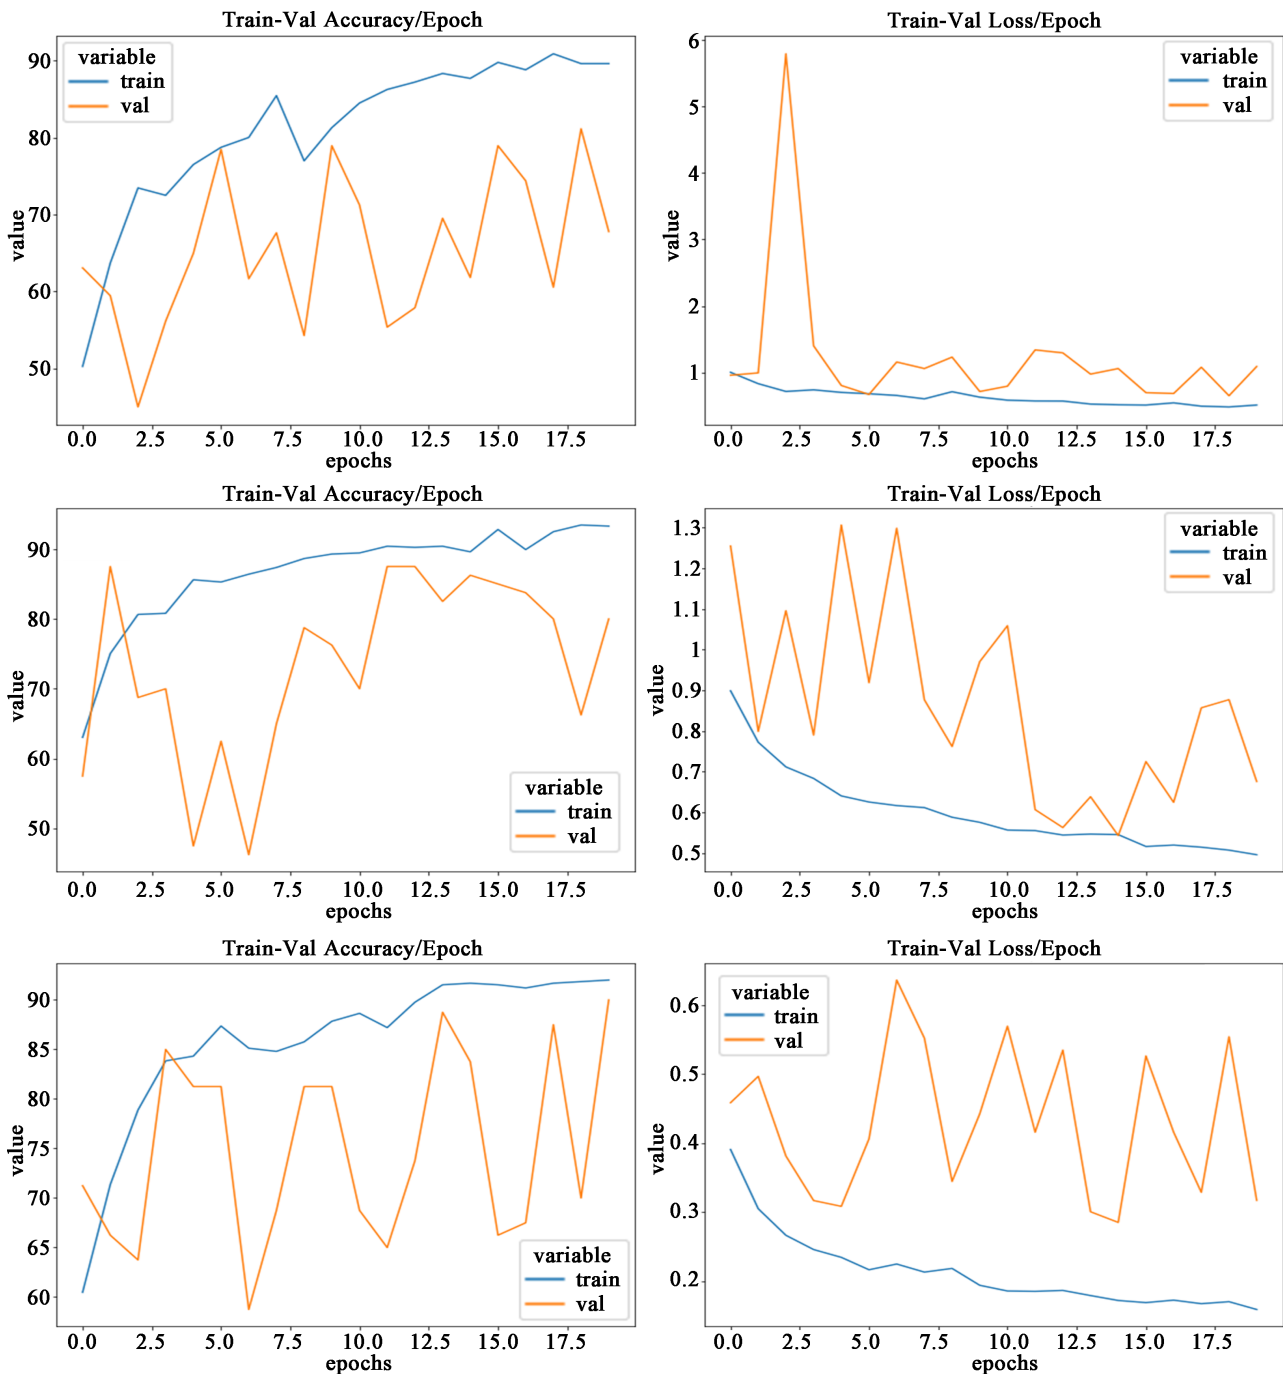 Train-Val Accuracy/Epoch
variable
train
val
90
80
70
60
50
value
0.0 2.5 5.0 7.5 10.0 12.5 15.0 17.5
epochs
Train-Val Loss/Epoch
variable
train
val
6
5
4
3
2
1
value
0.0 2.5 5.0 7.5 10.0 12.5 15.0 17.5
epochs
Train-Val Accuracy/Epoch
90
80
70
60
50
value
variable
train
val
0.0 2.5 5.0 7.5 10.0 12.5 15.0 17.5
epochs
Train-Val Loss/Epoch
variable
train
val
1.3
1.2
1.1
1
0.9
0.8
0.7
0.6
0.5
value
0.0 2.5 5.0 7.5 10.0 12.5 15.0 17.5
epochs
Train-Val Accuracy/Epoch
90
85
80
75
70
65
60
value
variable
train
val
0.0 2.5 5.0 7.5 10.0 12.5 15.0 17.5
epochs
Train-Val Loss/Epoch
variable
train
val
0.6
0.5
0.4
0.3
0.2
value
0.0 2.5 5.0 7.5 10.0 12.5 15.0 17.5
epochs